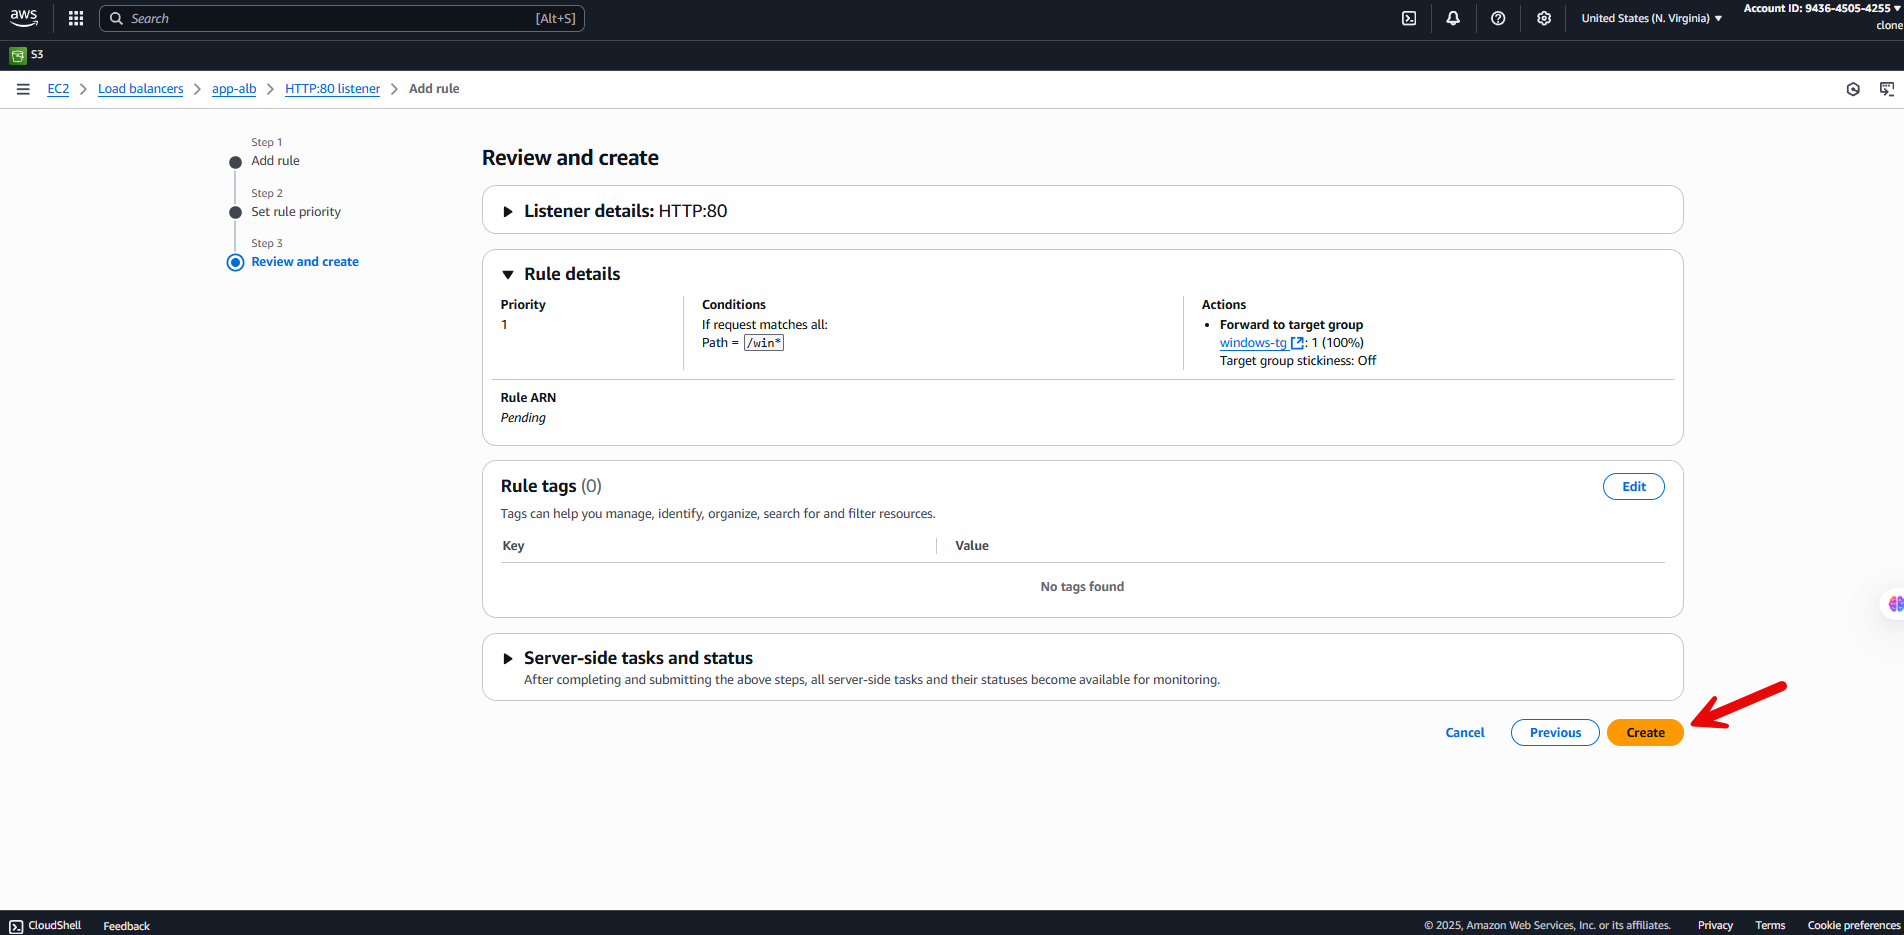 aws
Search [Alt+S]
United States (N. Virginia)
Account ID: 9436-4505-4255
clone
S3
EC2 Load balancers app-alb HTTP:80 listener Add rule
Step 1
Add rule
Step 2
Set rule priority
Step 3
Review and create
Review and create
Listener details: HTTP:80
Rule details
Priority
1
Conditions
If request matches all:
Path = /win*
Actions
• Forward to target group
windows-tg : 1 (100%)
Target group stickiness: Off
Rule ARN
Pending
Rule tags (0)
Edit
Tags can help you manage, identify, organize, search for and filter resources.
Key Value
No tags found
Server-side tasks and status
After completing and submitting the above steps, all server-side tasks and their statuses become available for monitoring.
Cancel Previous Create
CloudShell Feedback © 2025, Amazon Web Services, Inc. or its affiliates. Privacy Terms Cookie preferences